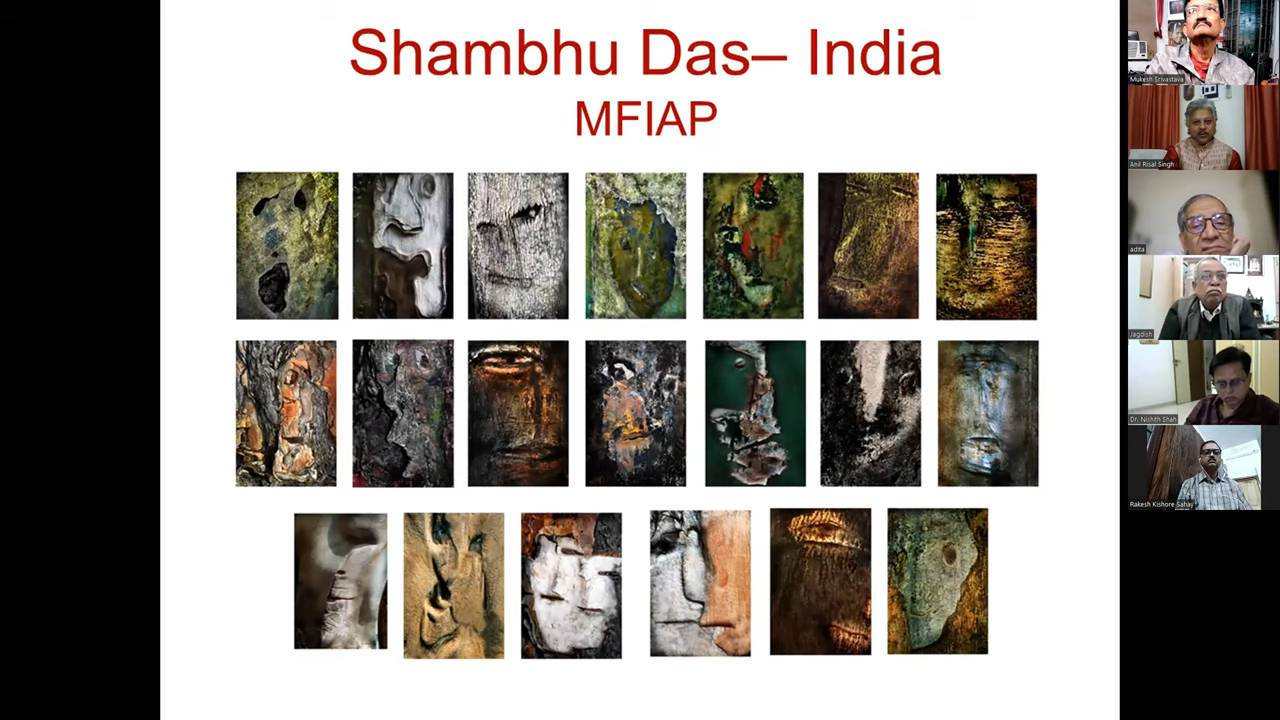 Shambhu Das– India
MFIAP
Mukesh Srivastava
Anil Risal Singh
adita
Jagdish
Dr. Nishith Shah
Rakesh Kishore Sahay